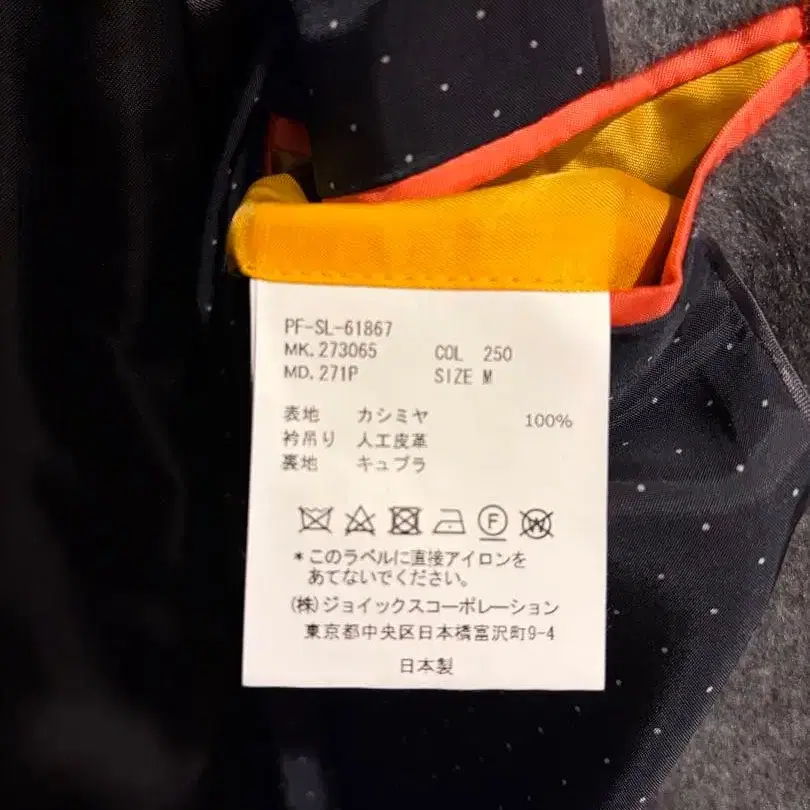 PF-SL-61867
MK.273065 COL 250
MD.271P SIZE M
表地 カシミヤ 100%
衿吊り 人工皮革
裏地 キュプラ
F W
*このラベルに直接アイロンを
あてないでください。
(株)ジョイックスコーポレーション
東京都中央区日本橋富沢町9-4
日本製